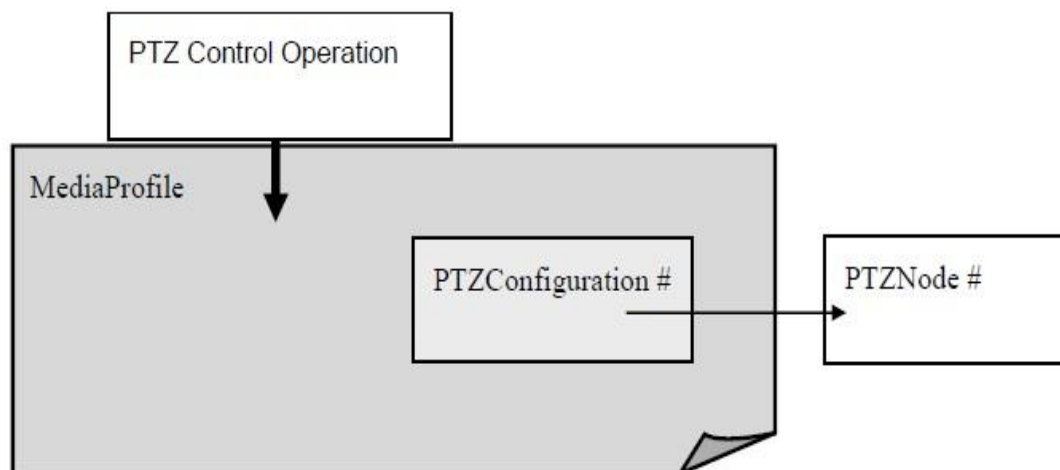 PTZ Control Operation
MediaProfile
PTZConfiguration #
PTZNode #